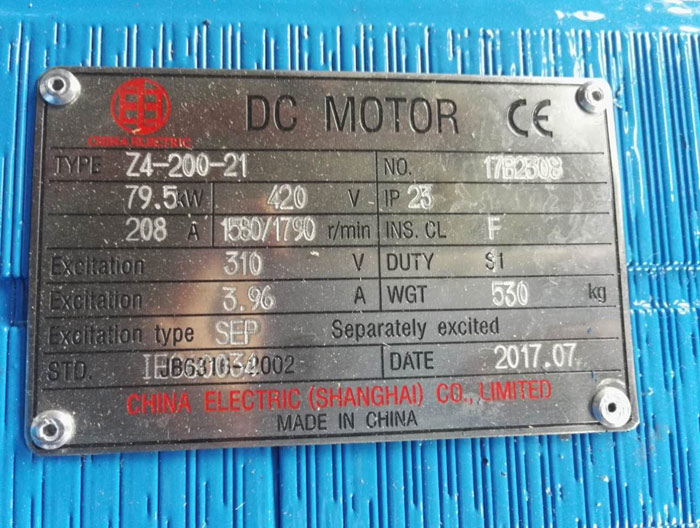 DC MOTOR CE
CHINA ELECTRIC
TYPE Z4-200-21 NO. 17B2808
79.5 kW 420 V IP 23
208 A 1580/1790 r/min INS. CL F
Excitation 310 V DUTY S1
Excitation 3.96 A WGT 530 kg
Excitation type SEP Separately excited
STD. DATE 2017.07
CHINA ELECTRIC (SHANGHAI) CO., LIMITED
MADE IN CHINA